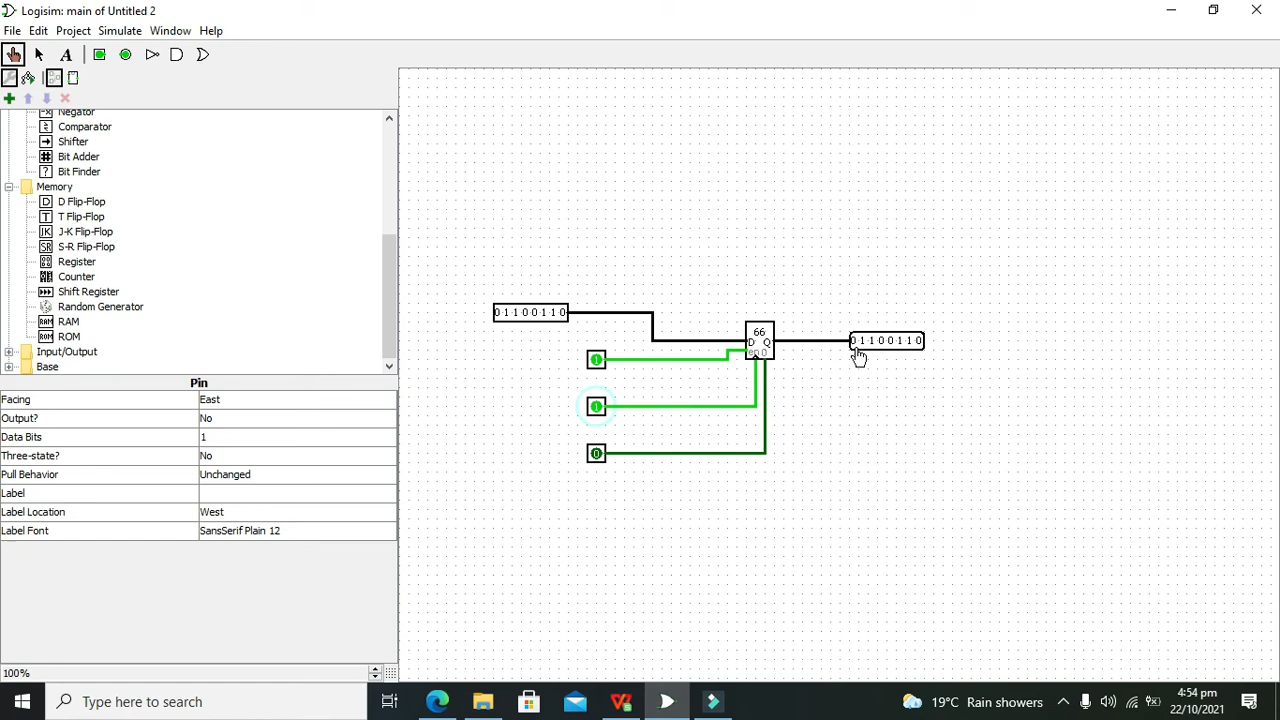 Logisim: main of Untitled 2
File Edit Project Simulate Window Help
A
Negator
Comparator
Shifter
Bit Adder
Bit Finder
Memory
D Flip-Flop
T Flip-Flop
J-K Flip-Flop
S-R Flip-Flop
Register
Counter
Shift Register
Random Generator
RAM
ROM
Input/Output
Base
Pin
Facing East
Output? No
Data Bits 1
Three-state? No
Pull Behavior Unchanged
Label
Label Location West
Label Font SansSerif Plain 12
100%
0 1 1 0 0 1 1 0
66
D Q
en 0
0 1 1 0 0 1 1 0
1
1
0
Type here to search
19°C Rain showers
4:54 pm
22/10/2021